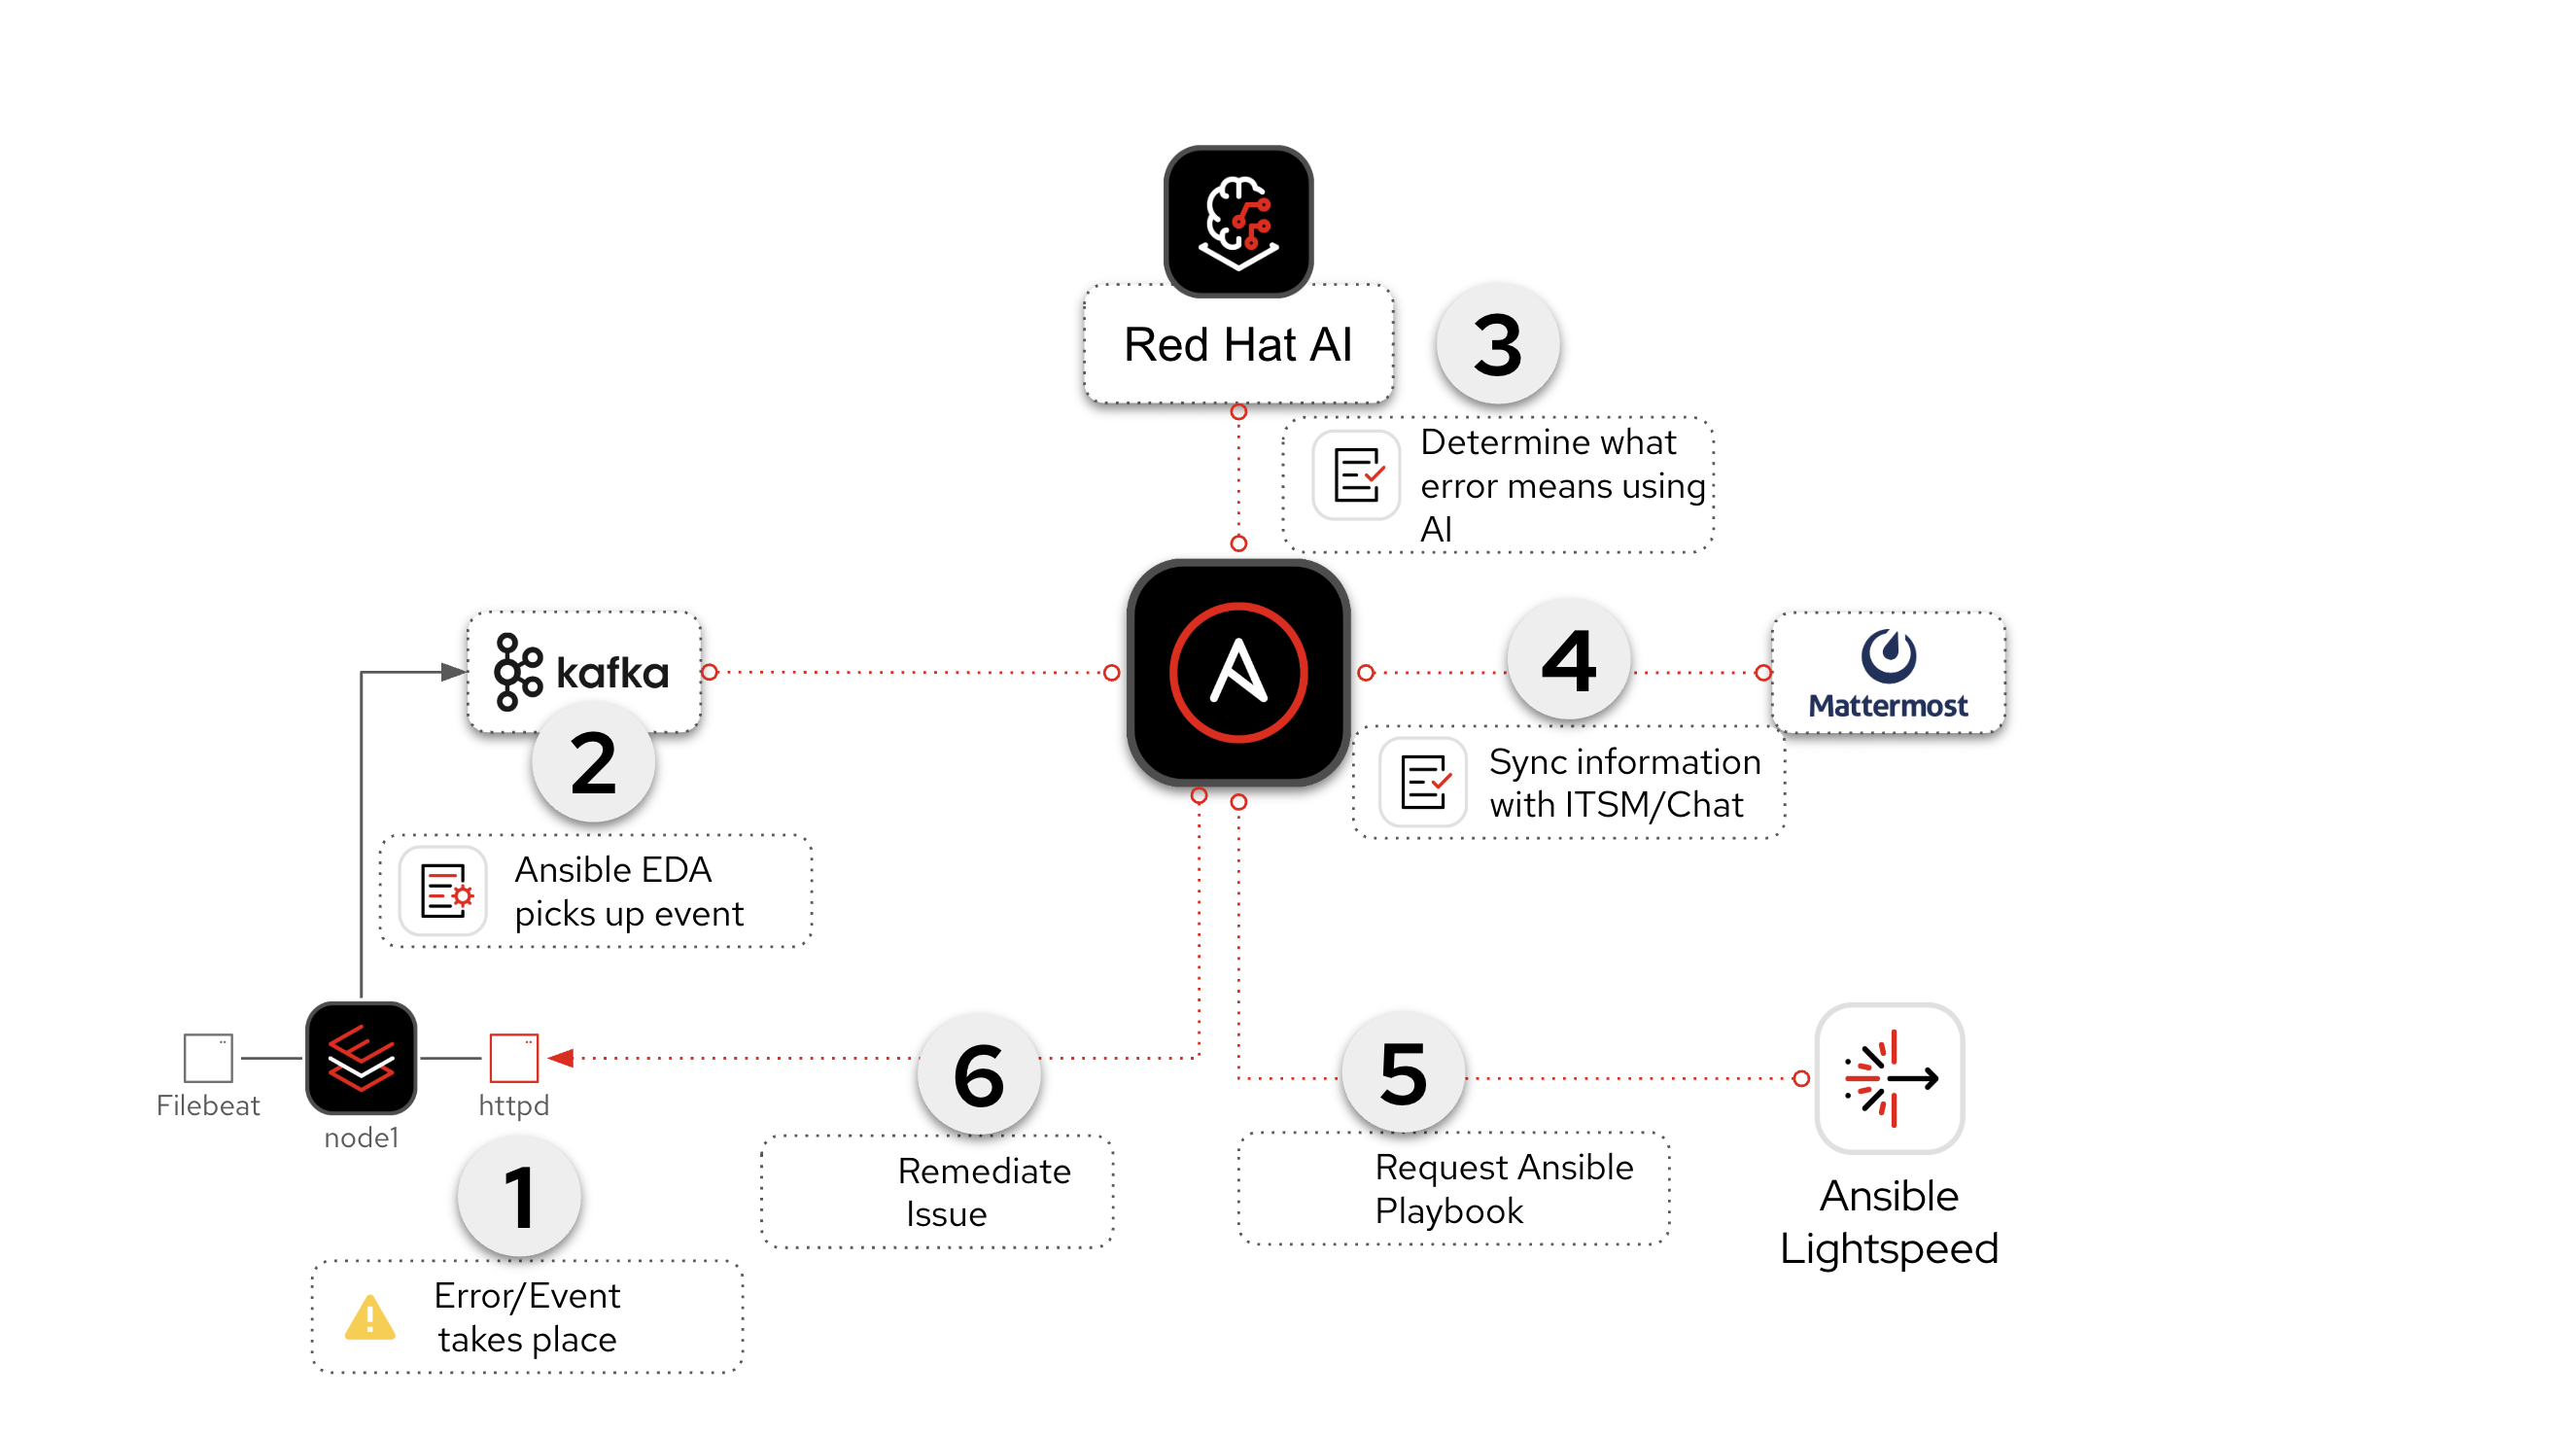 Red Hat AI
3
Determine what
error means using
AI
kafka
2
Ansible EDA
picks up event
4
Mattermost
Sync information
with ITSM/Chat
Filebeat
node1
httpd
1
Error/Event
takes place
6
Remediate
Issue
5
Request Ansible
Playbook
Ansible
Lightspeed